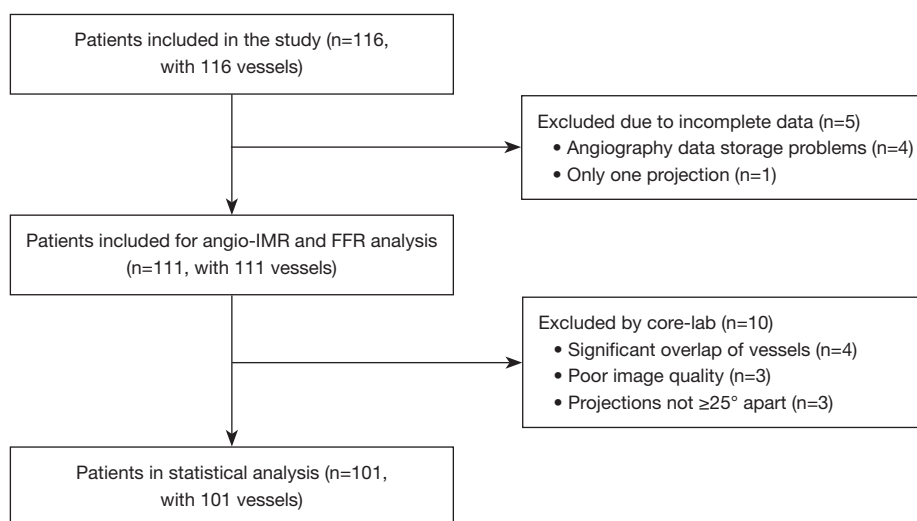 Patients included in the study (n=116,
with 116 vessels)
Excluded due to incomplete data (n=5)
• Angiography data storage problems (n=4)
• Only one projection (n=1)
Patients included for angio-IMR and FFR analysis
(n=111, with 111 vessels)
Excluded by core-lab (n=10)
• Significant overlap of vessels (n=4)
• Poor image quality (n=3)
• Projections not ≥25° apart (n=3)
Patients in statistical analysis (n=101,
with 101 vessels)